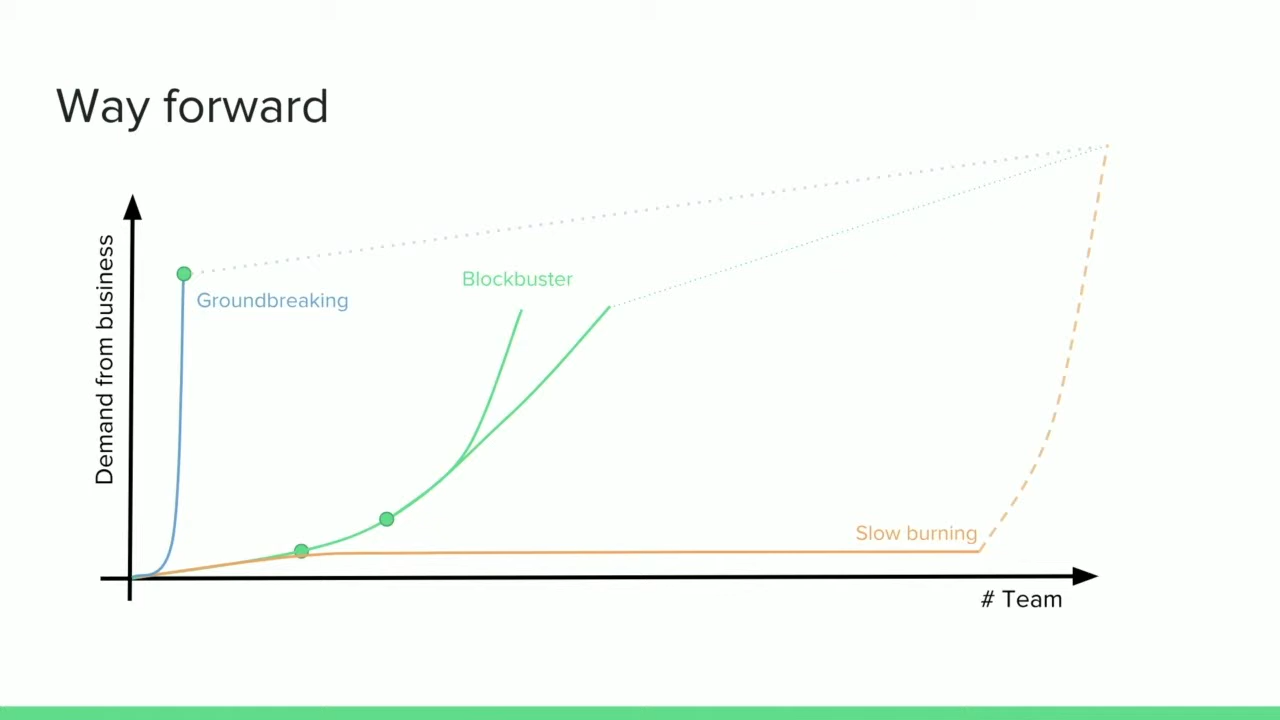 Way forward
Demand from business
Groundbreaking
Blockbuster
Slow burning
# Team